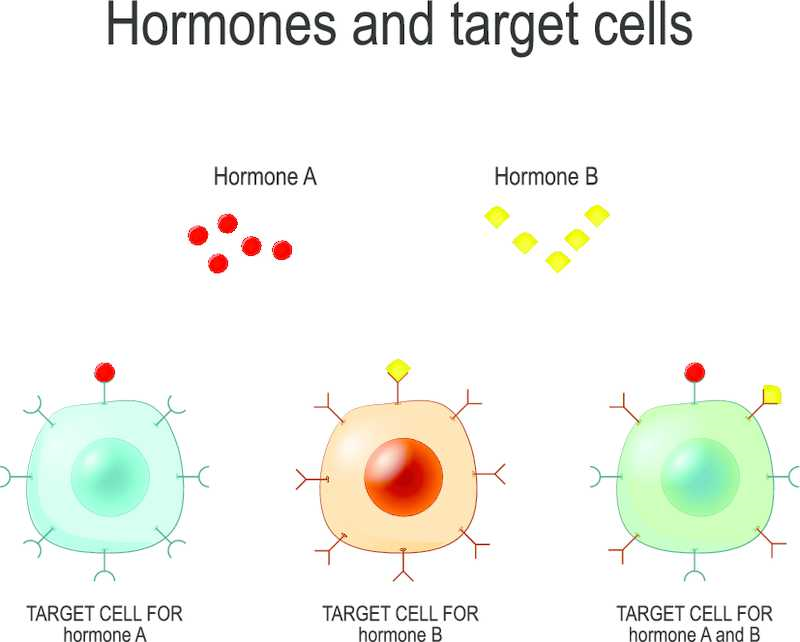 Hormones and target cells
Hormone A
Hormone B
TARGET CELL FOR
hormone A
TARGET CELL FOR
hormone B
TARGET CELL FOR
hormone A and B